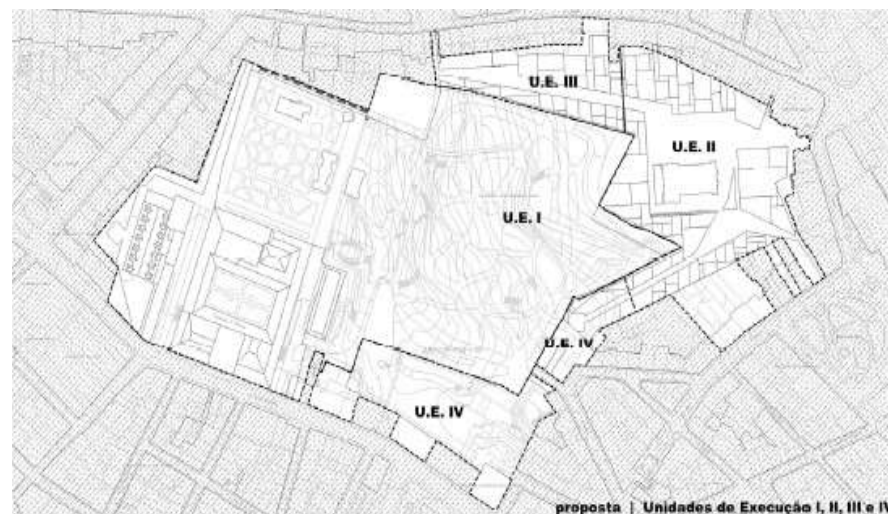 U.E. III
U.E. II
U.E. I
U.E. IV
U.E. IV
proposta | Unidades de Execução I, II, III e IV